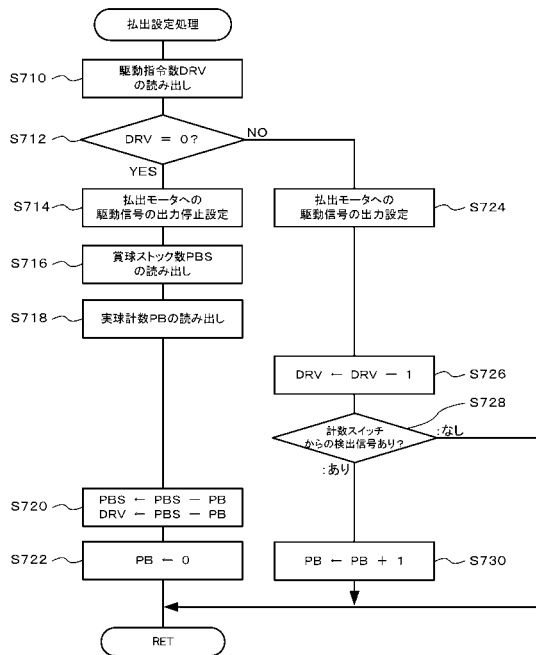 払出設定処理
S710
駆動指令数DRV
の読み出し
S712
DRV = 0?
NO
YES
S714
払出モータへの
駆動信号の出力停止設定
S716
賞球ストック数PBS
の読み出し
S718
実球計数PBの読み出し
S720
PBS ← PBS − PB
DRV ← PBS − PB
S722
PB ← 0
払出モータへの
駆動信号の出力設定
S724
DRV ← DRV − 1
S726
S728
計数スイッチ
からの検出信号あり?
:なし
:あり
PB ← PB + 1
S730
RET